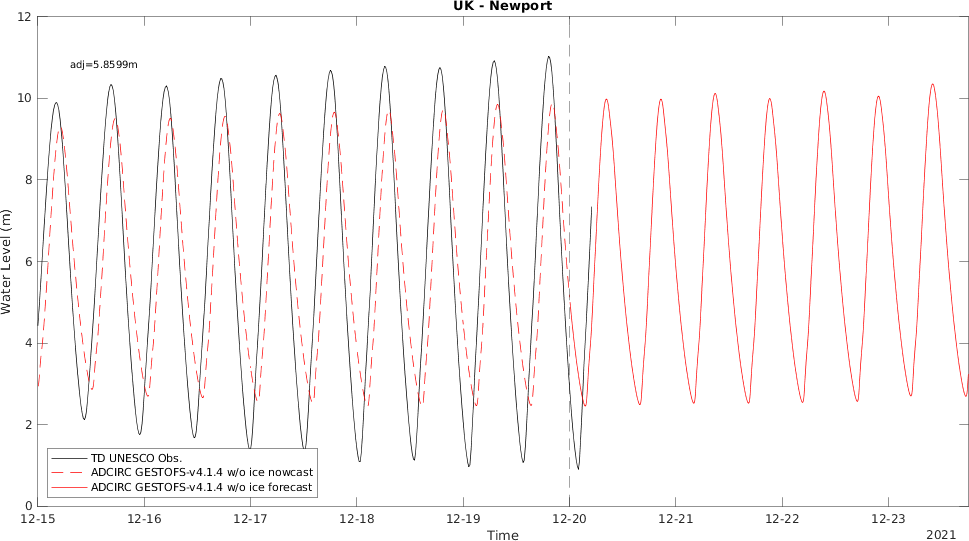 UK - Newport
12
adj=5.8599m
10
8
6
4
2
0
Water Level (m)
TD UNESCO Obs.
ADCIRC GESTOFS-v4.1.4 w/o ice nowcast
ADCIRC GESTOFS-v4.1.4 w/o ice forecast
12-15 12-16 12-17 12-18 12-19 12-20 12-21 12-22 12-23
Time
2021